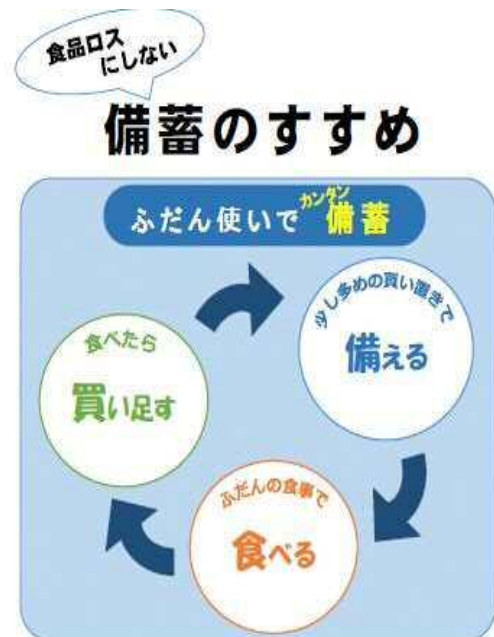 食品ロス
にしない
備蓄のすすめ
カンタン
ふだん使いで備蓄
少し多めの買い置きで
備える
食べたら
買い足す
ふだんの食事で
食べる